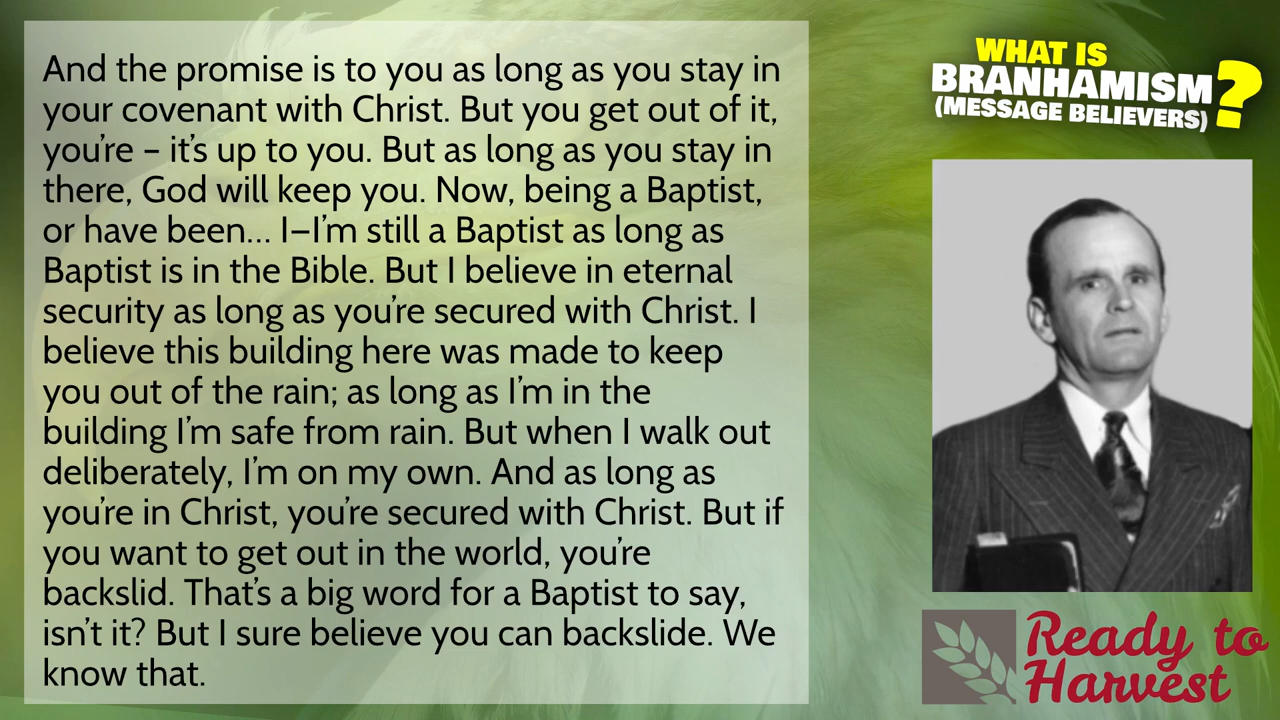 And the promise is to you as long as you stay in
your covenant with Christ. But you get out of it,
you're – it's up to you. But as long as you stay in
there, God will keep you. Now, being a Baptist,
or have been... I–I'm still a Baptist as long as
Baptist is in the Bible. But I believe in eternal
security as long as you're secured with Christ. I
believe this building here was made to keep
you out of the rain; as long as I'm in the
building I'm safe from rain. But when I walk out
deliberately, I'm on my own. And as long as
you're in Christ, you're secured with Christ. But if
you want to get out in the world, you're
backslid. That's a big word for a Baptist to say,
isn't it? But I sure believe you can backslide. We
know that.
WHAT IS
BRANHAMISM?
(MESSAGE BELIEVERS)
Ready to
Harvest